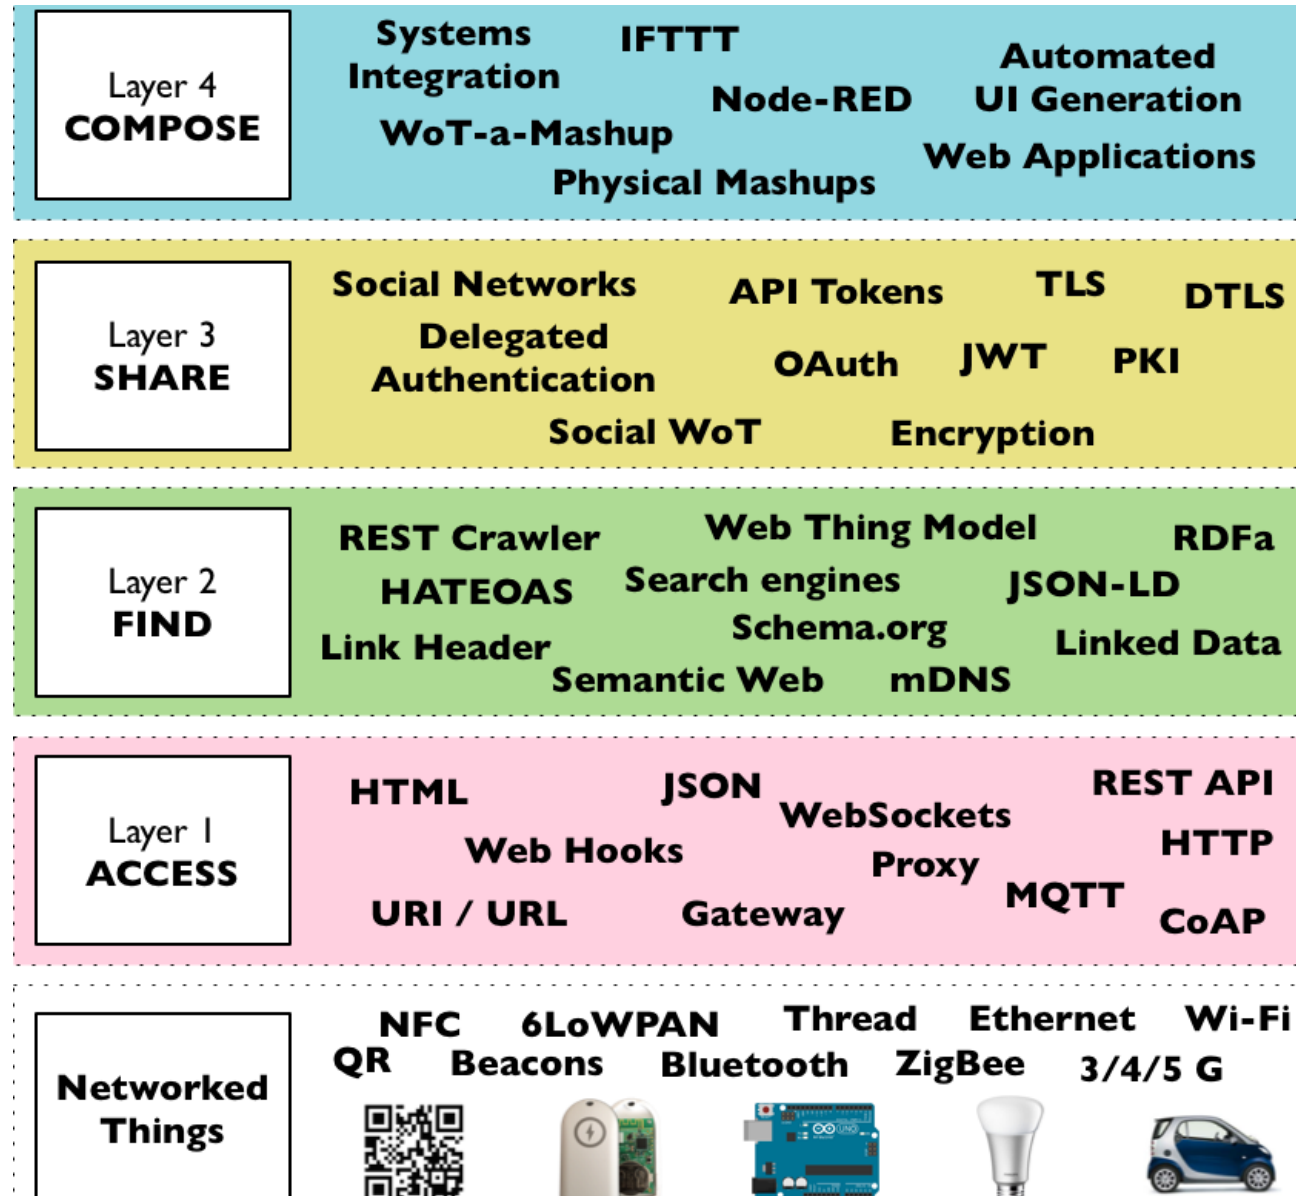 Layer 4
COMPOSE
Systems
Integration
IFTTT
Automated
UI Generation
Node-RED
WoT-a-Mashup
Web Applications
Physical Mashups
Layer 3
SHARE
Social Networks
API Tokens
TLS
DTLS
Delegated
Authentication
OAuth
JWT
PKI
Social WoT
Encryption
Layer 2
FIND
REST Crawler
Web Thing Model
RDFa
HATEOAS
Search engines
JSON-LD
Schema.org
Link Header
Linked Data
Semantic Web
mDNS
Layer 1
ACCESS
HTML
JSON
REST API
WebSockets
Web Hooks
Proxy
HTTP
MQTT
URI / URL
Gateway
CoAP
Networked
Things
NFC
6LoWPAN
Thread
Ethernet
Wi-Fi
QR
Beacons
Bluetooth
ZigBee
3/4/5 G
UNO